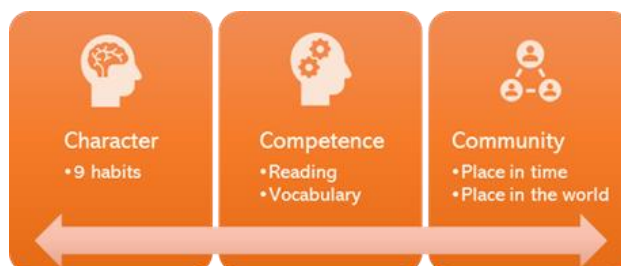 Character
•9 habits
Competence
•Reading
•Vocabulary
Community
•Place in time
•Place in the world